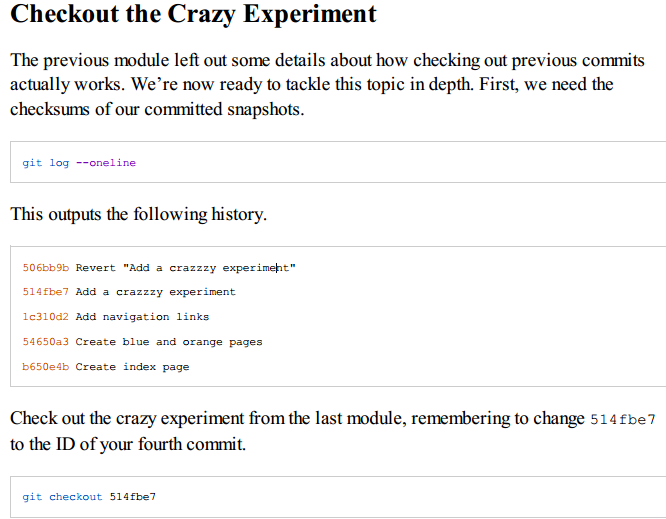 Checkout the Crazy Experiment
The previous module left out some details about how checking out previous commits
actually works. We’re now ready to tackle this topic in depth. First, we need the
checksums of our committed snapshots.
git log --oneline
This outputs the following history.
506bb9b Revert "Add a crazzzy experiment"
514fbe7 Add a crazzzy experiment
1c310d2 Add navigation links
54650a3 Create blue and orange pages
b650e4b Create index page
Check out the crazy experiment from the last module, remembering to change 514fbe7
to the ID of your fourth commit.
git checkout 514fbe7